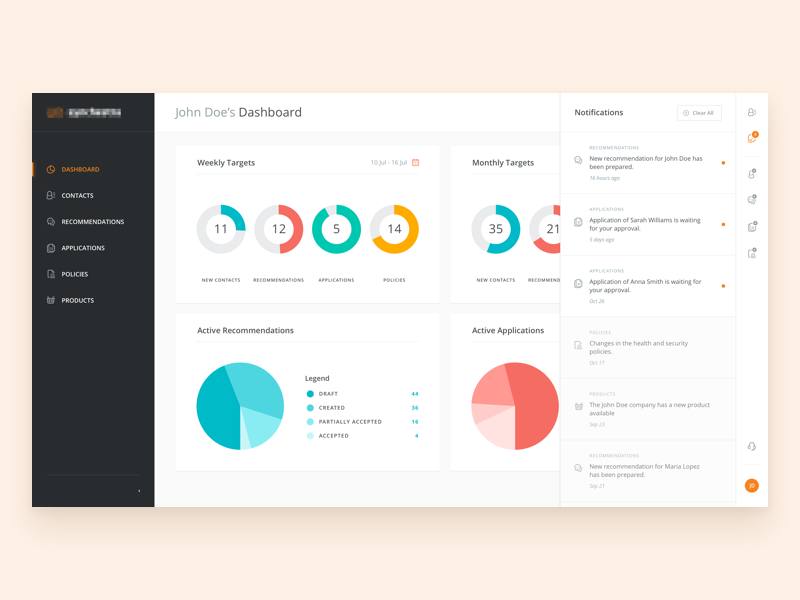 John Doe's Dashboard
DASHBOARD
CONTACTS
RECOMMENDATIONS
APPLICATIONS
POLICIES
PRODUCTS
Weekly Targets
10 Jul - 16 Jul
11
12
5
14
NEW CONTACTS
RECOMMENDATIONS
APPLICATIONS
POLICIES
Monthly Targets
35
21
NEW CONTACTS
RECOMMEND
Active Recommendations
Legend
DRAFT 44
CREATED 36
PARTIALLY ACCEPTED 16
ACCEPTED 4
Active Applications
Notifications
Clear All
RECOMMENDATIONS
New recommendation for John Doe has
been prepared.
16 hours ago
APPLICATIONS
Application of Sarah Williams is waiting
for your approval.
5 days ago
APPLICATIONS
Application of Anna Smith is waiting for
your approval.
Oct 26
POLICIES
Changes in the health and security
policies.
Oct 17
PRODUCTS
The John Doe company has a new product
available
Sep 23
RECOMMENDATIONS
New recommendation for Maria Lopez
has been prepared.
Sep 21
JD